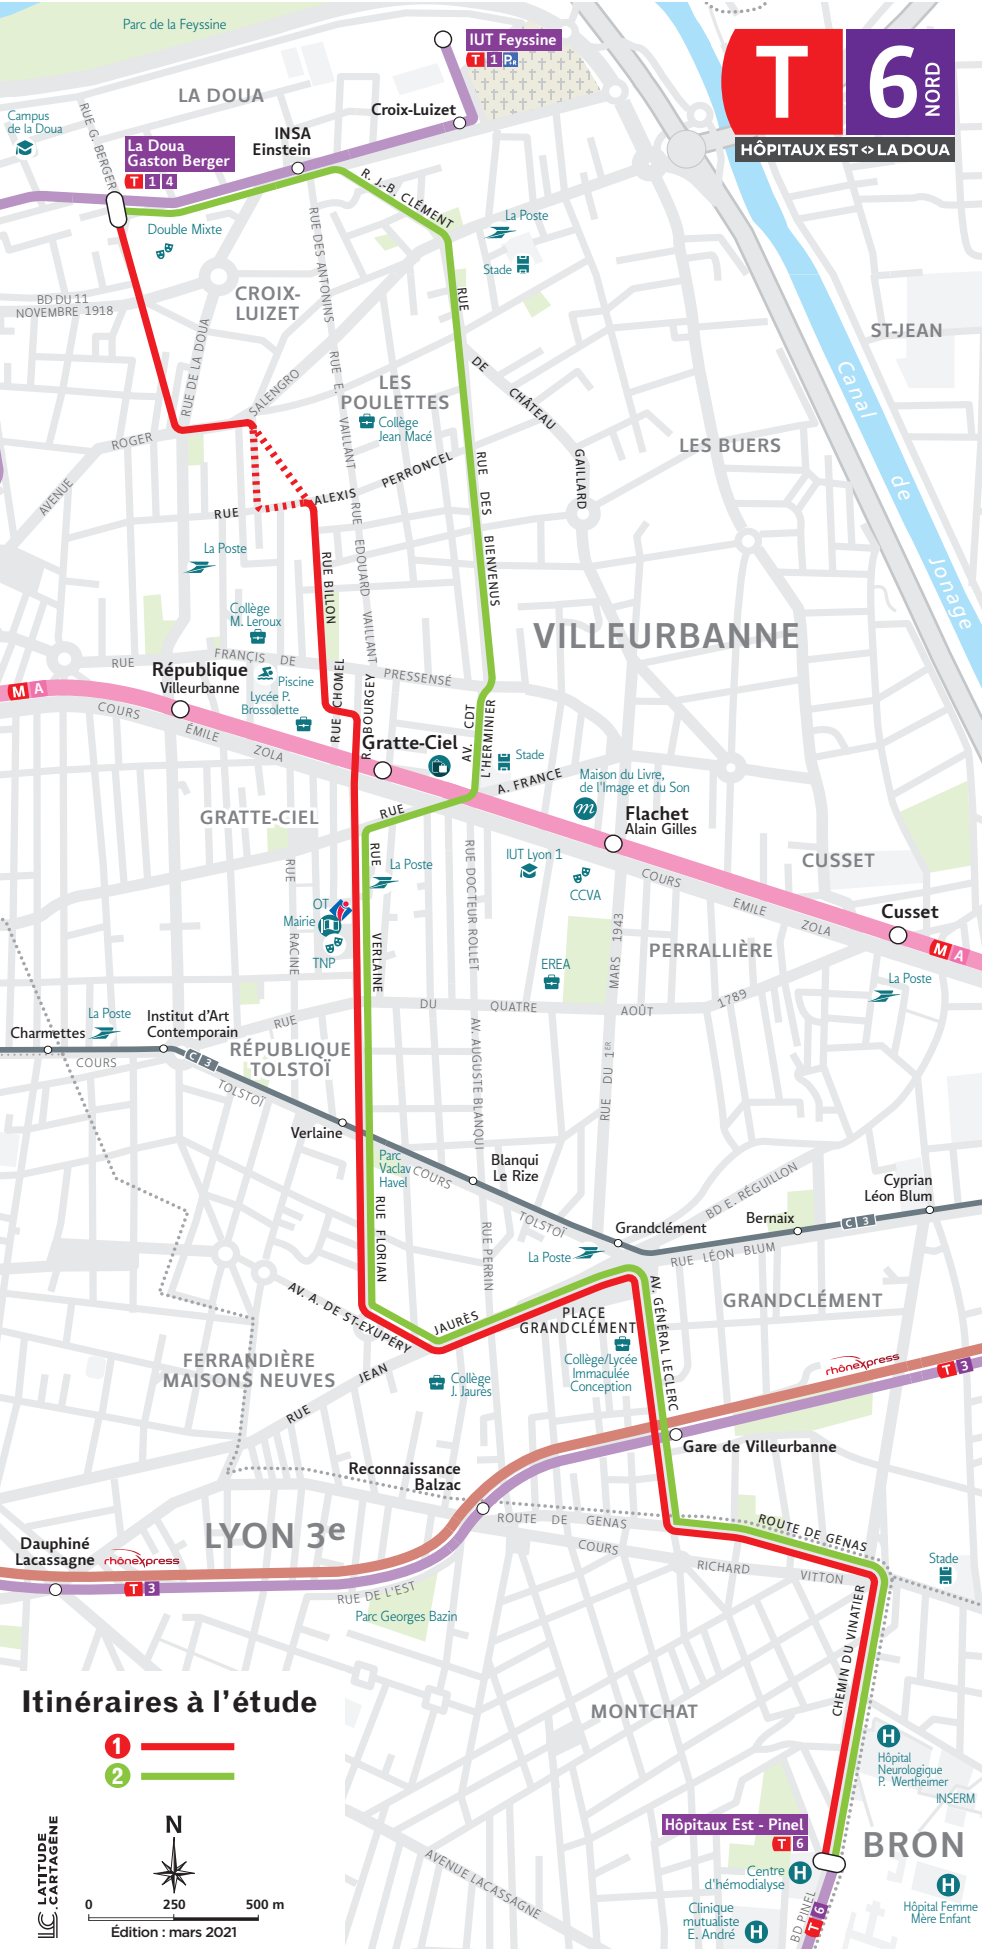 Parc de la Feyssine
IUT Feyssine
T 1 P+R
T 6 NORD
HÔPITAUX EST <> LA DOUA
LA DOUA
Croix-Luizet
Campus
de la Doua
RUE G. BERGER
INSA
Einstein
La Doua
Gaston Berger
T 1 4
R. J.-B. CLÉMENT
Double Mixte
La Poste
Stade
RUE DES ANTONINS
BD DU 11
NOVEMBRE 1918
CROIX-
LUIZET
RUE
ST-JEAN
RUE DE LA DOUA
SALENGRO
RUE E. VAILLANT
LES
POULETTES
DE
CHÂTEAU
GAILLARD
Canal
de
Jonage
Collège
Jean Macé
ROGER
AVENUE
LES BUERS
PERRONCEL
ALEXIS
RUE
RUE DES BIENVENUS
RUE EDOUARD VAILLANT
La Poste
RUE BILLON
Collège
M. Leroux
VILLEURBANNE
RUE
FRANÇIS DE
PRESSENSÉ
République
Villeurbanne
Piscine
Lycée P.
Brossolette
M A
RUE CHOMEL
R. BOURGEY
COURS
ÉMILE
ZOLA
Gratte-Ciel
AV. CDT
L'HERMINIER
Stade
A. FRANCE
Maison du Livre,
de l'Image et du Son
Flachet
Alain Gilles
GRATTE-CIEL
RUE
RUE
La Poste
RUE DOCTEUR ROLLET
IUT Lyon 1
CCVA
COURS
EMILE
ZOLA
CUSSET
Cusset
M A
RUE
RACINE
OT
Mairie
TNP
VERLAINE
MARS 1943
PERRALLIÈRE
EREA
La Poste
DU
QUATRE
AOÛT
1789
La Poste
Charmettes
Institut d'Art
Contemporain
RUE
COURS
C 3
RÉPUBLIQUE
TOLSTOÏ
TOLSTOÏ
AV. AUGUSTE BLANQUI
RUE DU 1ER
Verlaine
Parc
Vaclav
Havel
COURS
Blanqui
Le Rize
BD E. RÉGUILLON
Cyprian
Léon Blum
TOLSTOÏ
Grandclément
Bernaix
C 3
RUE FLORIAN
RUE PERRIN
La Poste
RUE LÉON BLUM
AV. A. DE ST-EXUPÉRY
JAURÈS
PLACE
GRANDCLÉMENT
AV. GÉNÉRAL LECLERC
GRANDCLÉMENT
FERRANDIÈRE
MAISONS NEUVES
JEAN
RUE
Collège
J. Jaurès
Collège/Lycée
Immaculée
Conception
rhônexpress
T 3
Gare de Villeurbanne
Reconnaissance
Balzac
LYON 3e
ROUTE DE GENAS
ROUTE DE GENAS
COURS
RICHARD
VITTON
Dauphiné
Lacassagne
rhônexpress
T 3
RUE DE L'EST
Parc Georges Bazin
Stade
CHEMIN DU VINATIER
Itinéraires à l'étude
1
2
MONTCHAT
Hôpital
Neurologique
P. Wertheimer
INSERM
Hôpitaux Est - Pinel
T 6
BRON
Centre
d'hémodialyse
AVENUE LACASSAGNE
Clinique
mutualiste
E. André
BD PINEL
T 6
Hôpital Femme
Mère Enfant
LATITUDE
CARTAGÈNE
N
0 250 500 m
Édition : mars 2021